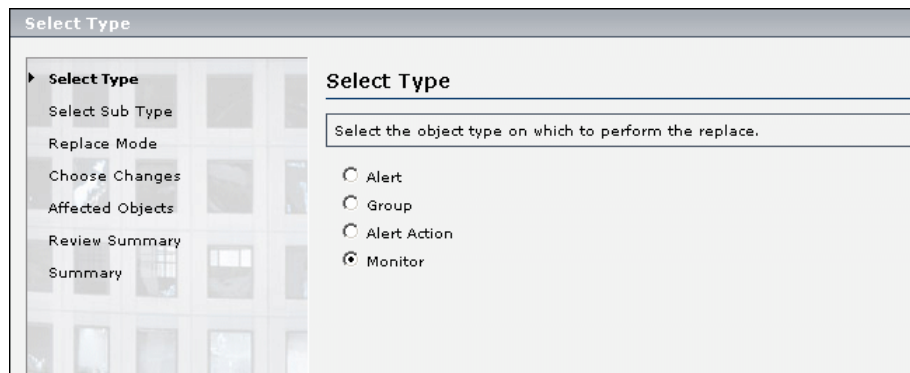 Select Type
Select Type
Select Sub Type
Replace Mode
Choose Changes
Affected Objects
Review Summary
Summary
Select Type
Select the object type on which to perform the replace.
Alert
Group
Alert Action
Monitor